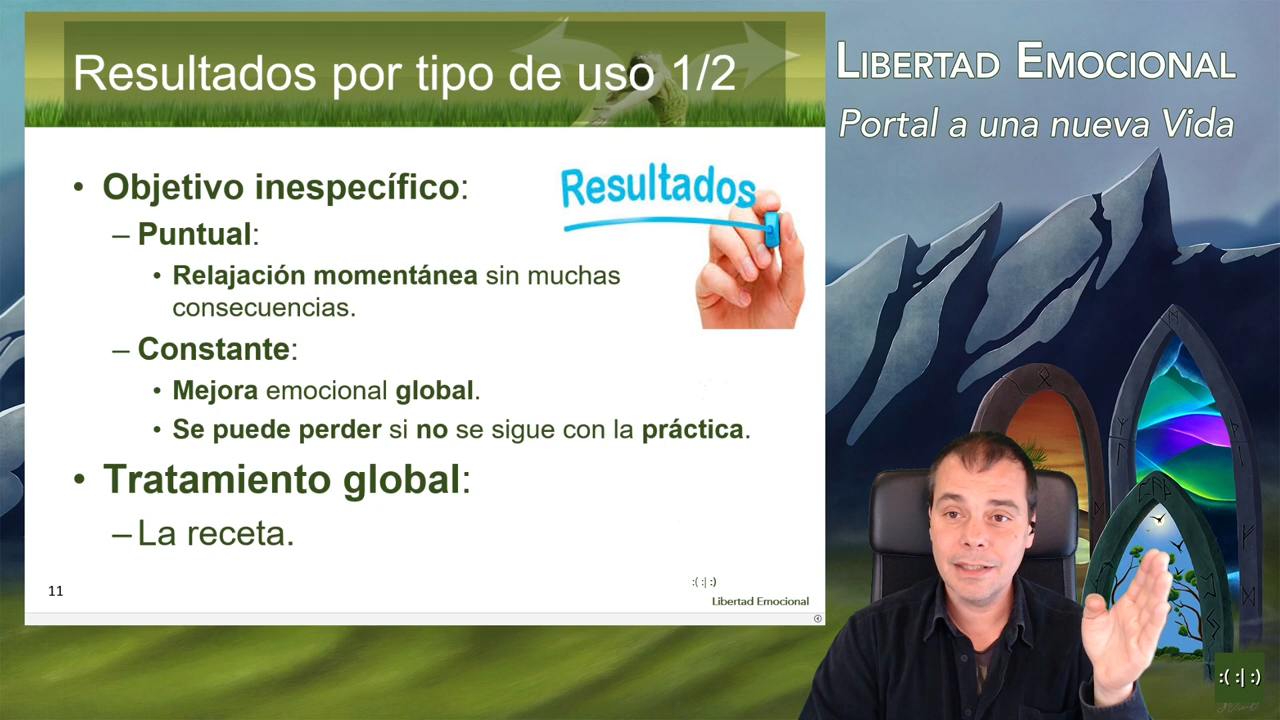 Resultados por tipo de uso 1/2
LIBERTAD EMOCIONAL
Portal a una nueva Vida
Resultados
• Objetivo inespecífico:
– Puntual:
• Relajación momentánea sin muchas
consecuencias.
– Constante:
• Mejora emocional global.
• Se puede perder si no se sigue con la práctica.
• Tratamiento global:
– La receta.
11
:( :| :)
Libertad Emocional
:( :| :)